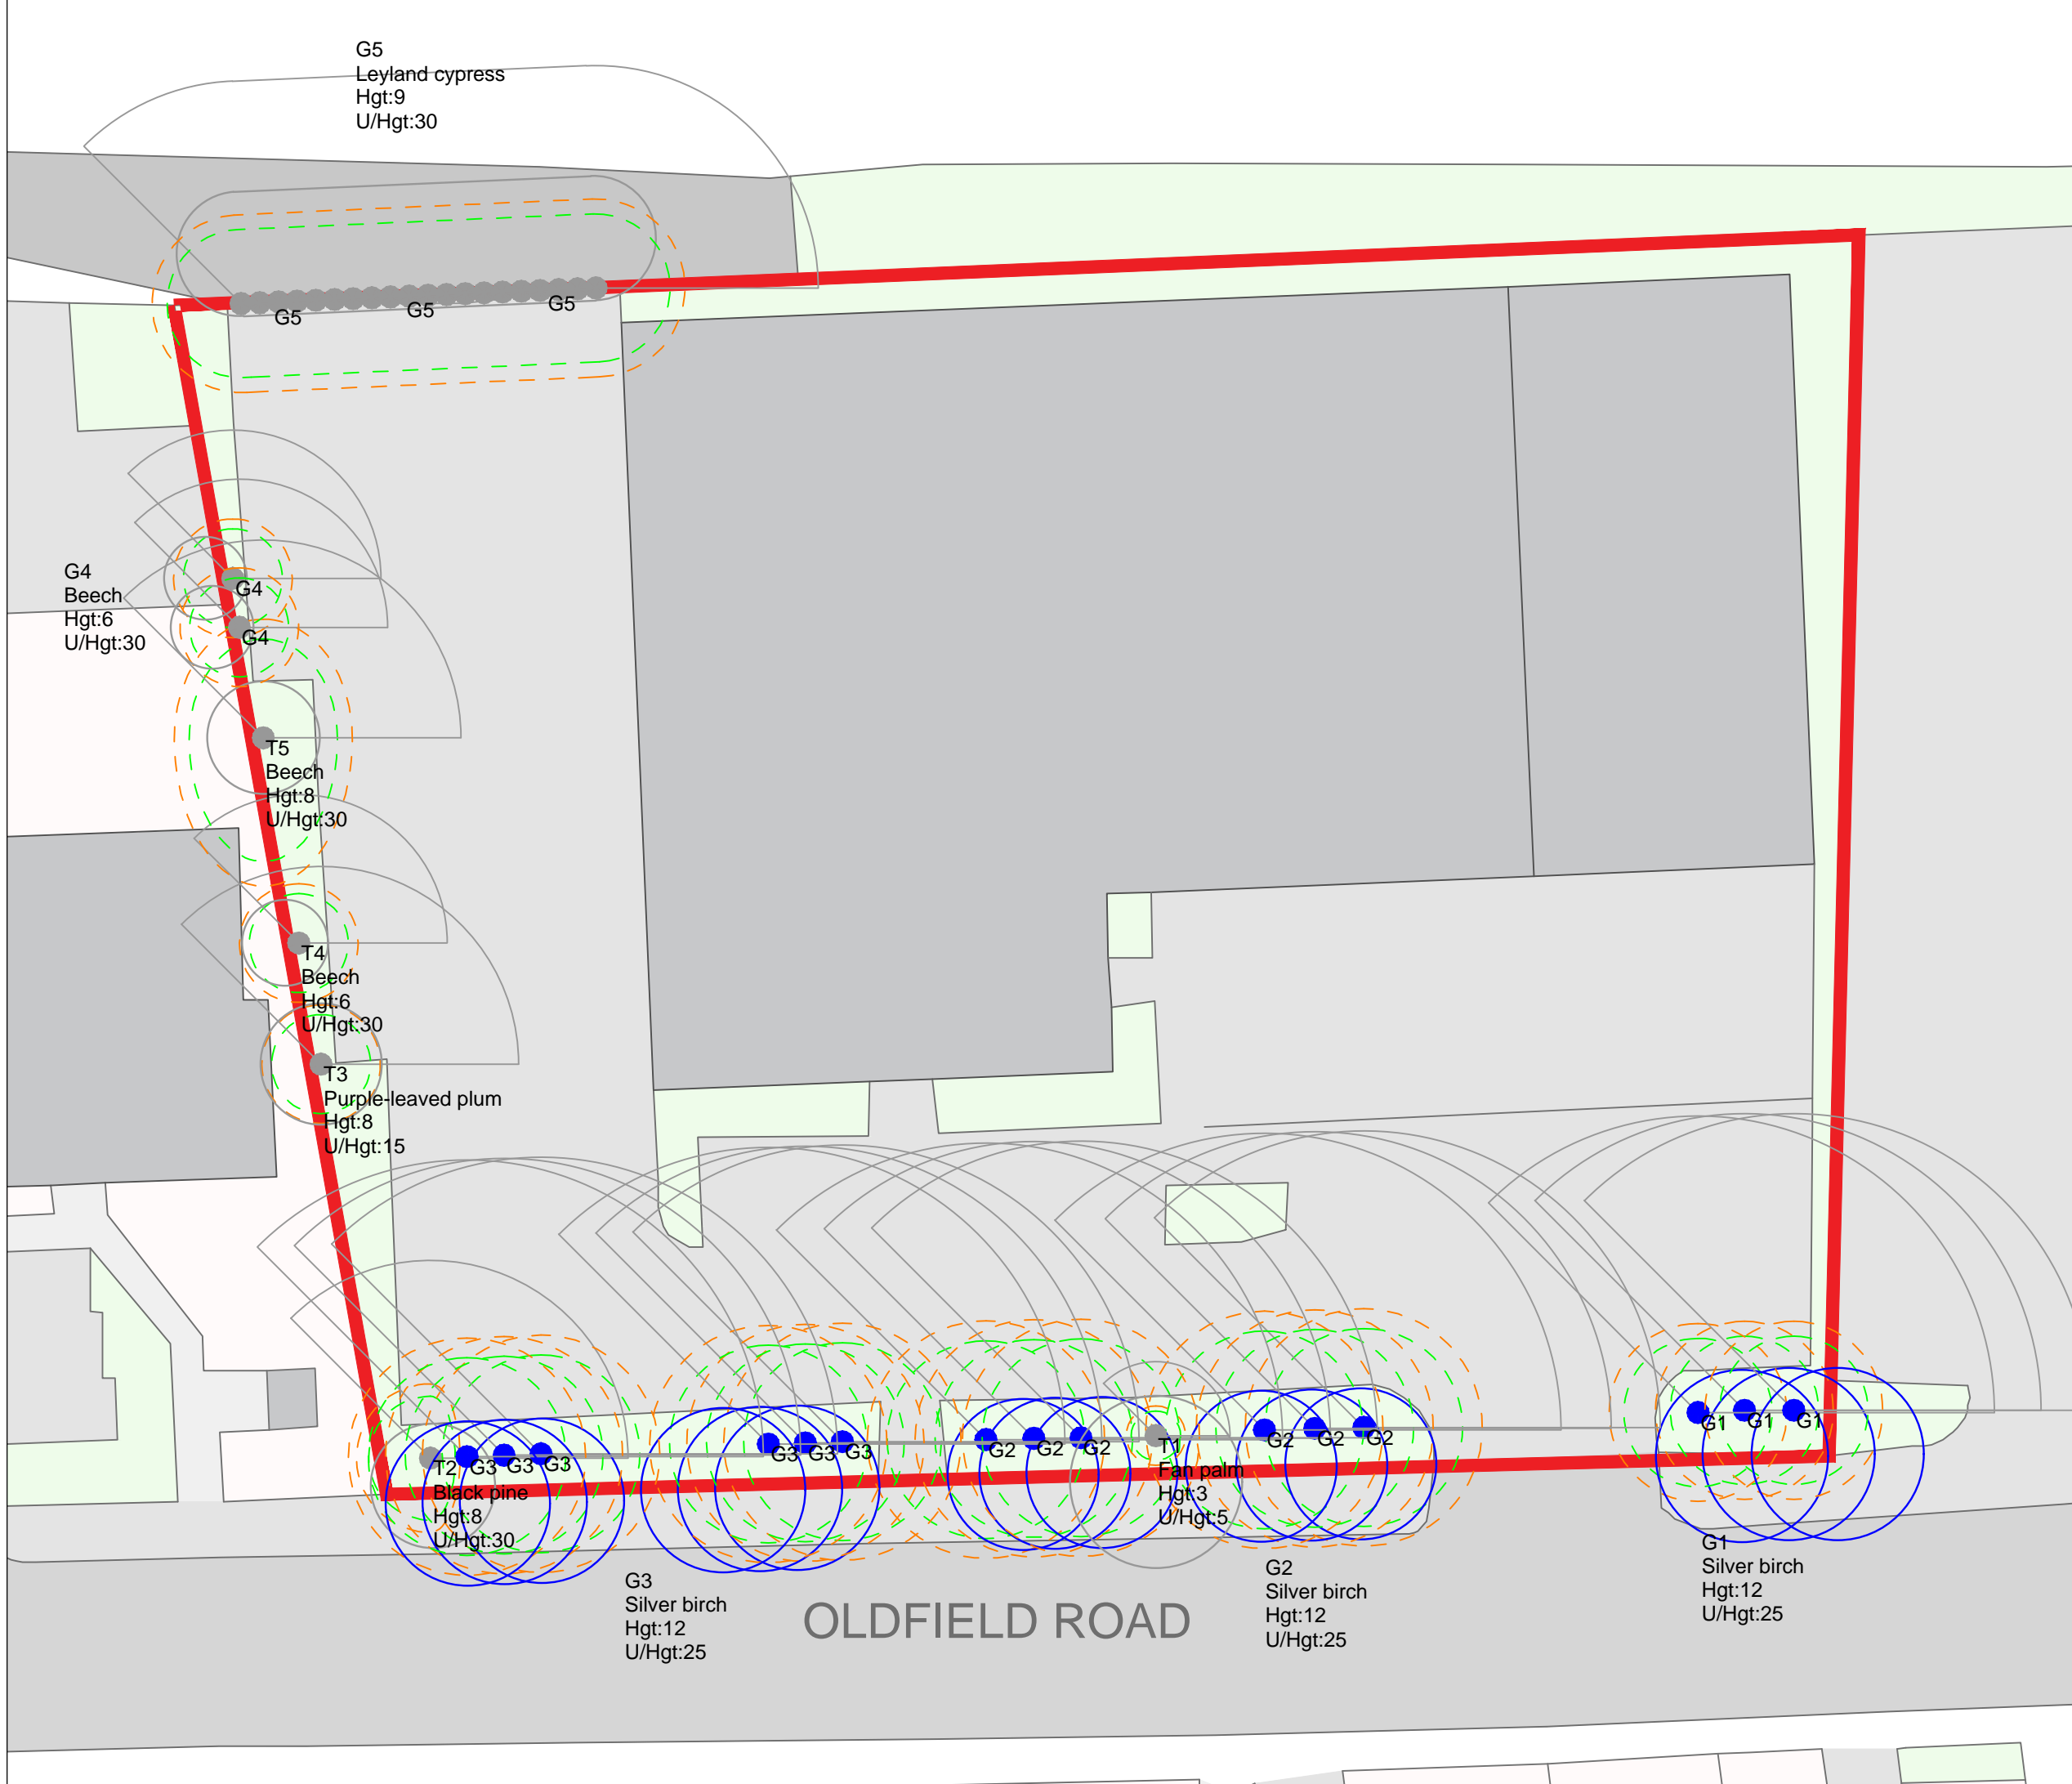 G5
Leyland cypress
Hgt:9
U/Hgt:30
G5
G5
G5
G4
Beech
Hgt:6
U/Hgt:30
G4
G4
T5
Beech
Hgt:8
U/Hgt:30
T4
Beech
Hgt:6
U/Hgt:30
T3
Purple-leaved plum
Hgt:8
U/Hgt:15
T2
Black pine
Hgt:8
U/Hgt:30
G3
G3
G3
G3
G3
G3
G2
G2
G2
T1
Fan palm
Hgt:3
U/Hgt:5
G2
G2
G2
G1
G1
G1
G3
Silver birch
Hgt:12
U/Hgt:25
OLDFIELD ROAD
G2
Silver birch
Hgt:12
U/Hgt:25
G1
Silver birch
Hgt:12
U/Hgt:25